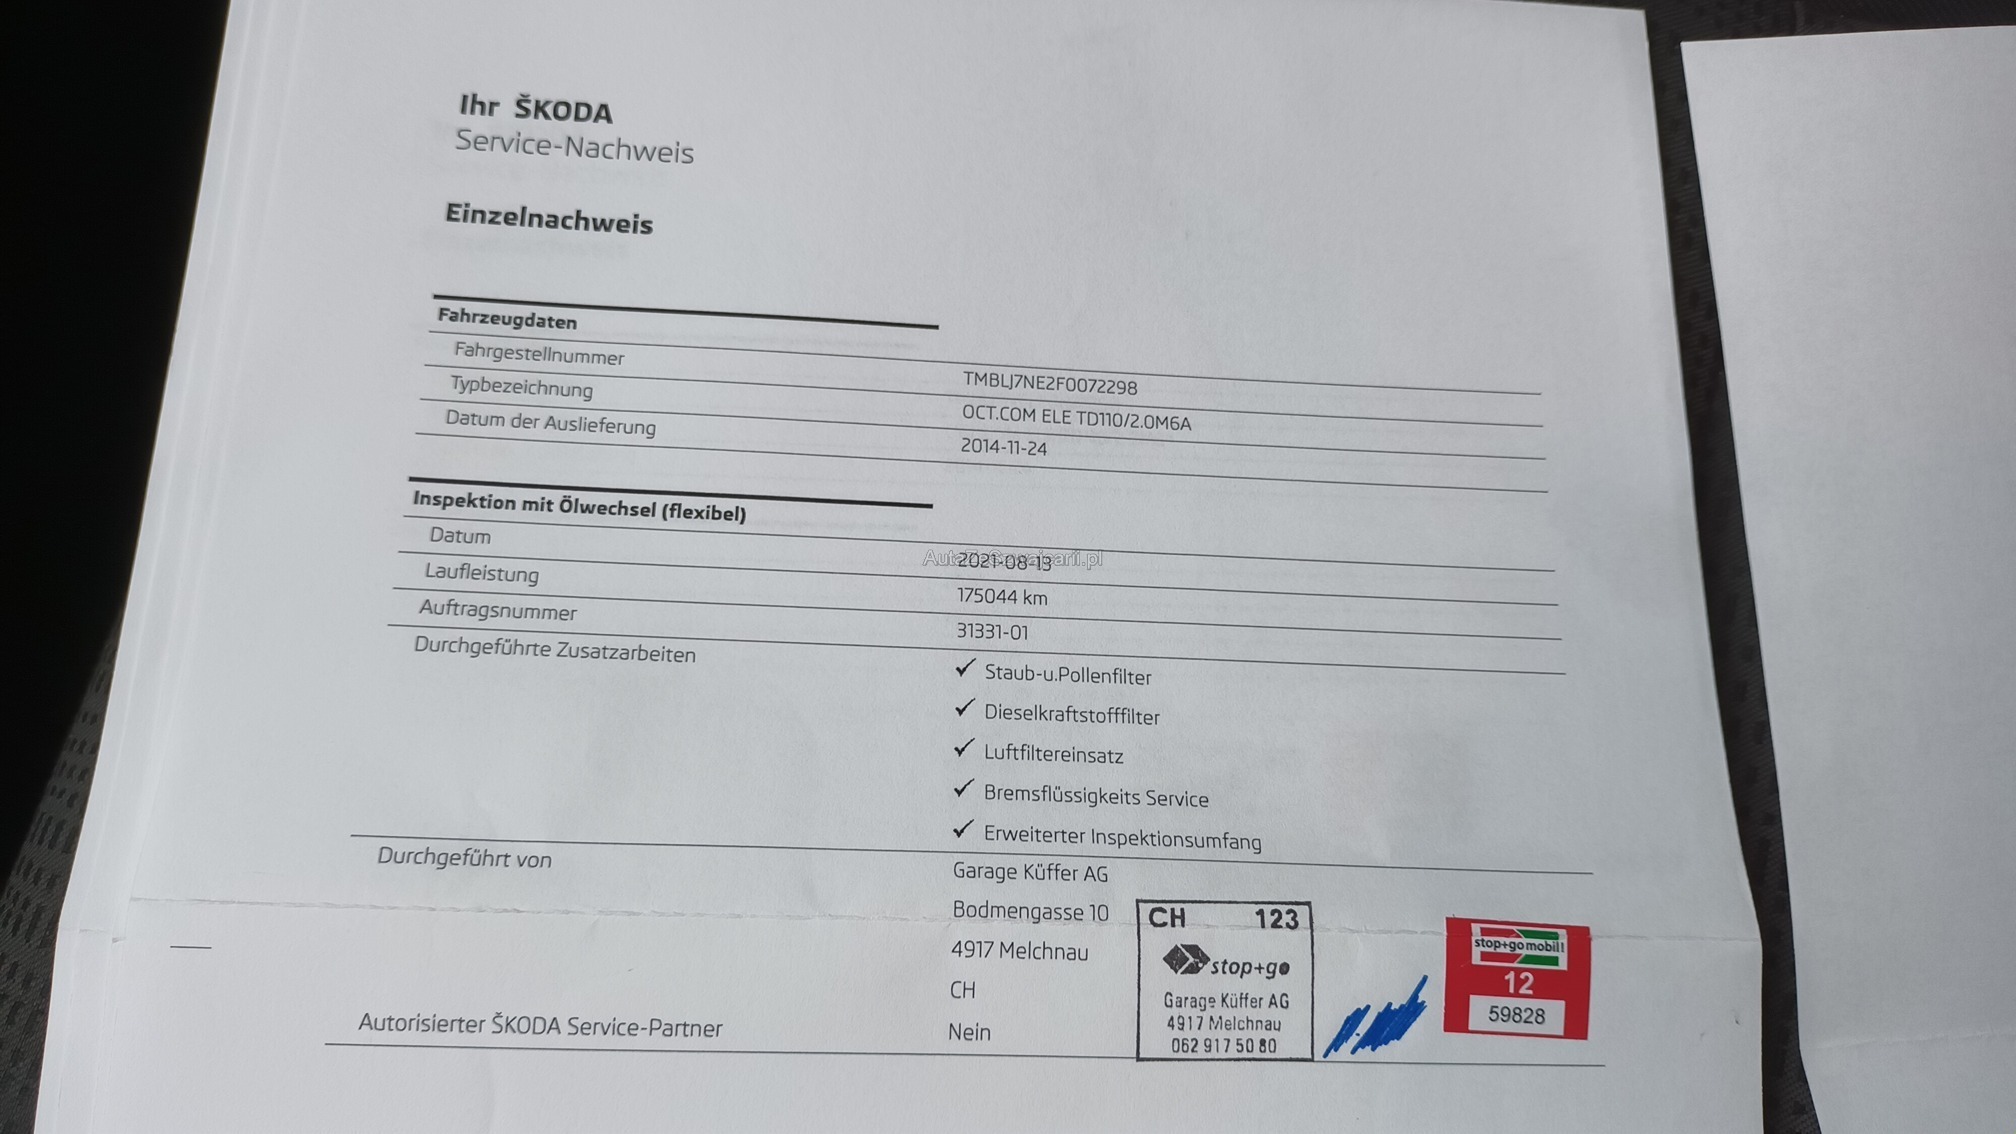 Ihr ŠKODA
Service-Nachweis
Einzelnachweis
Fahrzeugdaten
Fahrgestellnummer TMBLJ7NE2F0072298
Typbezeichnung OCT.COM ELE TD110/2.0M6A
Datum der Auslieferung 2014-11-24
Inspektion mit Ölwechsel (flexibel)
Datum 2021-08-13
Laufleistung 175044 km
Auftragsnummer 31331-01
Durchgeführte Zusatzarbeiten ✓ Staub-u.Pollenfilter
✓ Dieselkraftstofffilter
✓ Luftfiltereinsatz
✓ Bremsflüssigkeits Service
✓ Erweiterter Inspektionsumfang
Durchgeführt von Garage Küffer AG
Bodmengasse 10
4917 Melchnau
CH
Autorisierter ŠKODA Service-Partner Nein
CH 123
stop+go
Garage Küffer AG
4917 Melchnau
062 917 50 80
stop+go mobil!
12
59828